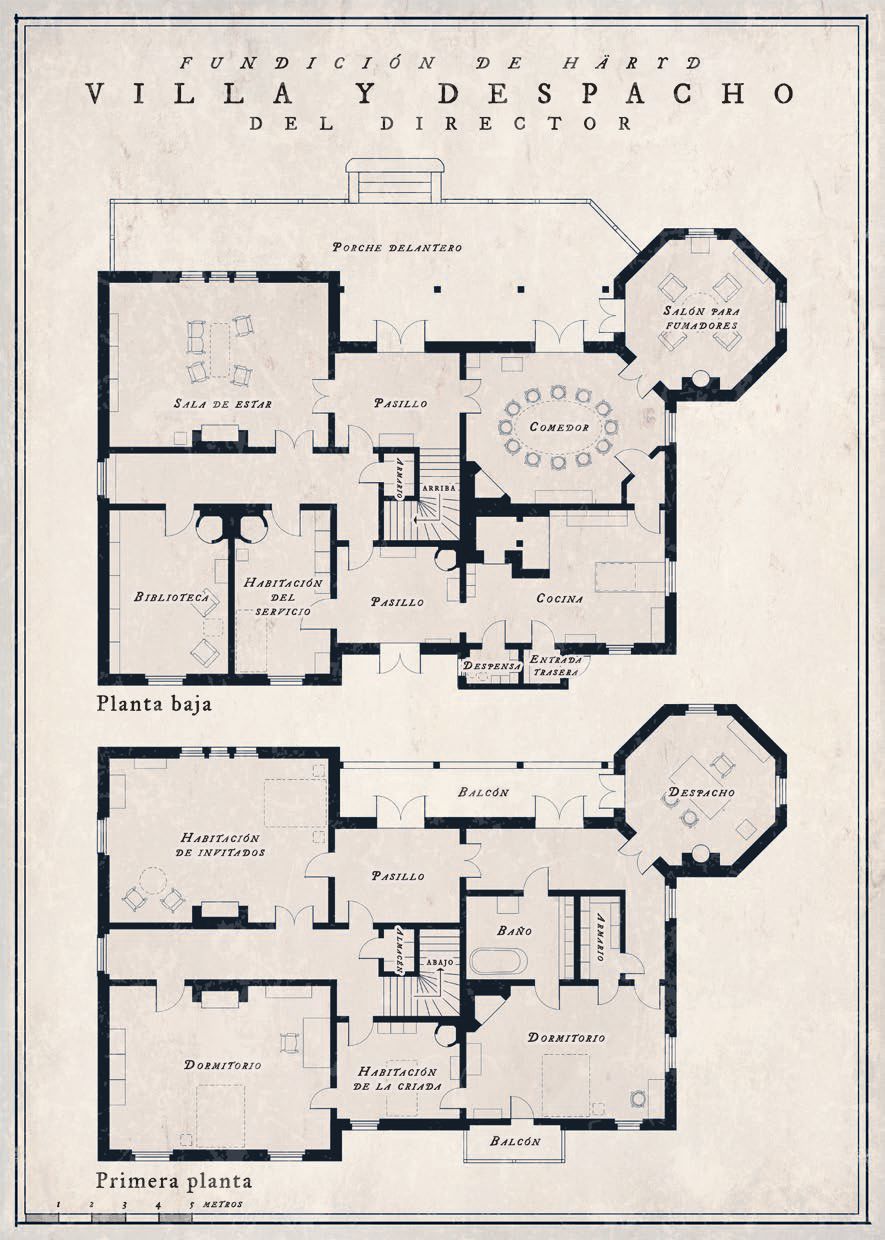 FUNDICIÓN DE HÄRYD
VILLA Y DESPACHO
DEL DIRECTOR
PORCHE DELANTERO
SALÓN PARA
FUMADORES
SALA DE ESTAR
PASILLO
COMEDOR
ARMARIO
ARRIBA
BIBLIOTECA
HABITACIÓN
DEL
SERVICIO
PASILLO
COCINA
DESPENSA
ENTRADA
TRASERA
Planta baja
BALCÓN
DESPACHO
HABITACIÓN
DE INVITADOS
PASILLO
BAÑO
ARMARIO
ALMACÉN
ABAJO
DORMITORIO
HABITACIÓN
DE LA CRIADA
DORMITORIO
BALCÓN
Primera planta
1 2 3 4 5 METROS